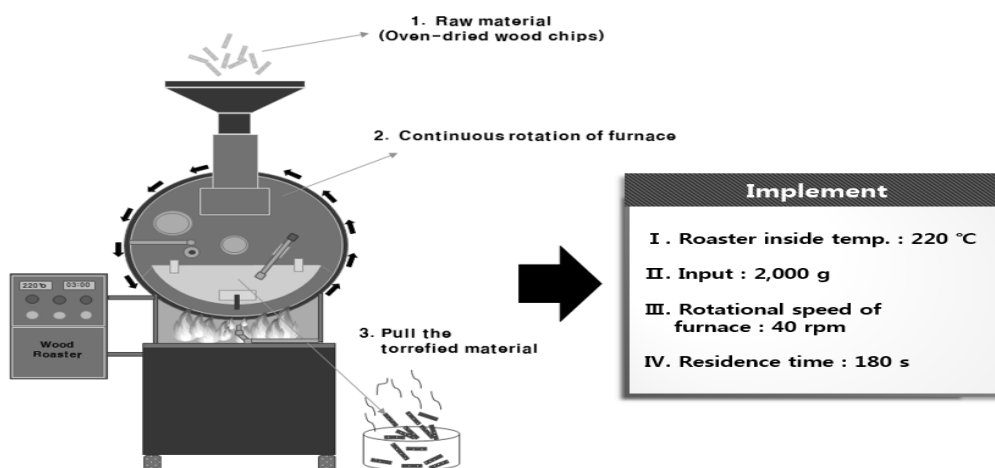 1. Raw material
(Oven-dried wood chips)
2. Continuous rotation of furnace
220℃
03:00
Wood
Roaster
3. Pull the
torrefied material
Implement
Ⅰ. Roaster inside temp. : 220 ℃
Ⅱ. Input : 2,000 g
Ⅲ. Rotational speed of
furnace : 40 rpm
Ⅳ. Residence time : 180 s